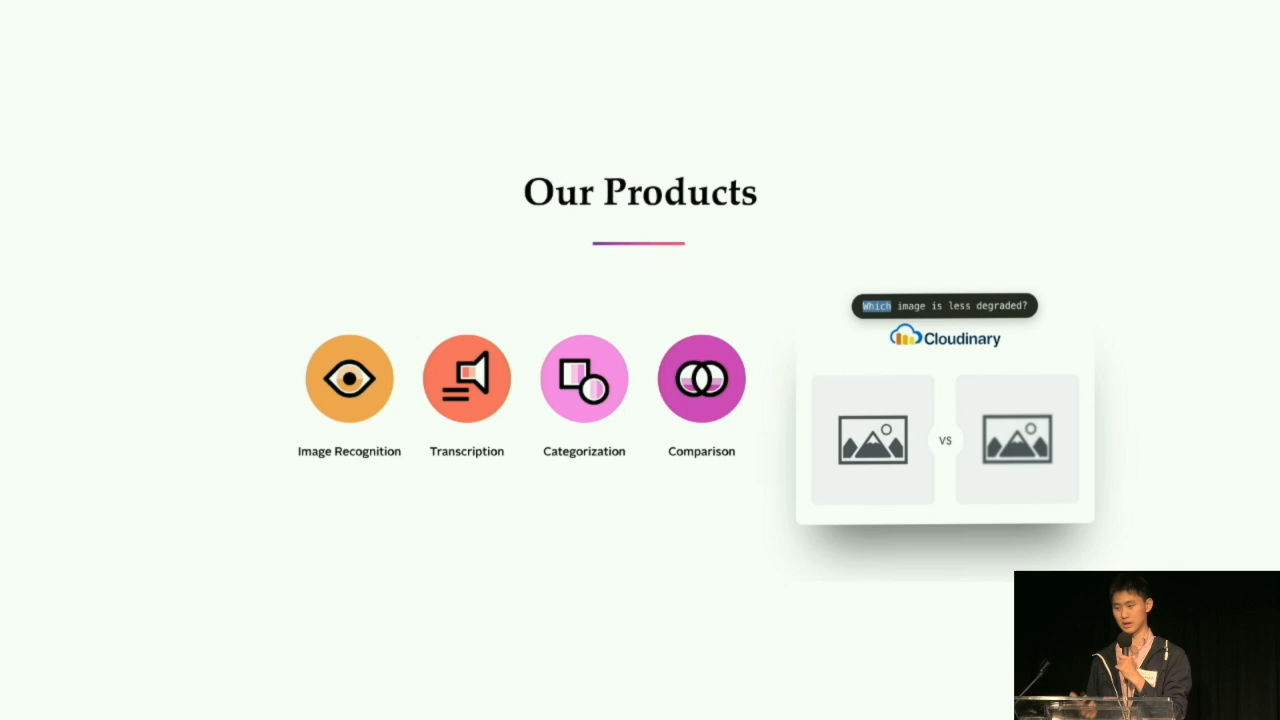 Our Products
Which image is less degraded?
Cloudinary
VS
Image Recognition
Transcription
Categorization
Comparison